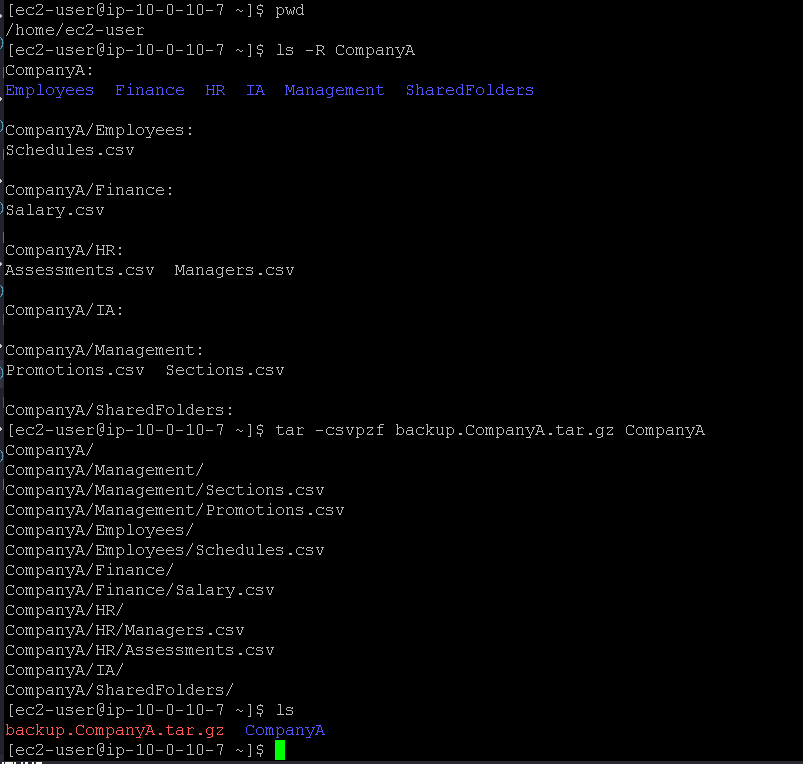 [ec2-user@ip-10-0-10-7 ~]$ pwd
/home/ec2-user
[ec2-user@ip-10-0-10-7 ~]$ ls -R CompanyA
CompanyA:
Employees  Finance  HR  IA  Management  SharedFolders
CompanyA/Employees:
Schedules.csv
CompanyA/Finance:
Salary.csv
CompanyA/HR:
Assessments.csv  Managers.csv
CompanyA/IA:
CompanyA/Management:
Promotions.csv  Sections.csv
CompanyA/SharedFolders:
[ec2-user@ip-10-0-10-7 ~]$ tar -csvpzf backup.CompanyA.tar.gz CompanyA
CompanyA/
CompanyA/Management/
CompanyA/Management/Sections.csv
CompanyA/Management/Promotions.csv
CompanyA/Employees/
CompanyA/Employees/Schedules.csv
CompanyA/Finance/
CompanyA/Finance/Salary.csv
CompanyA/HR/
CompanyA/HR/Managers.csv
CompanyA/HR/Assessments.csv
CompanyA/IA/
CompanyA/SharedFolders/
[ec2-user@ip-10-0-10-7 ~]$ ls
backup.CompanyA.tar.gz  CompanyA
[ec2-user@ip-10-0-10-7 ~]$